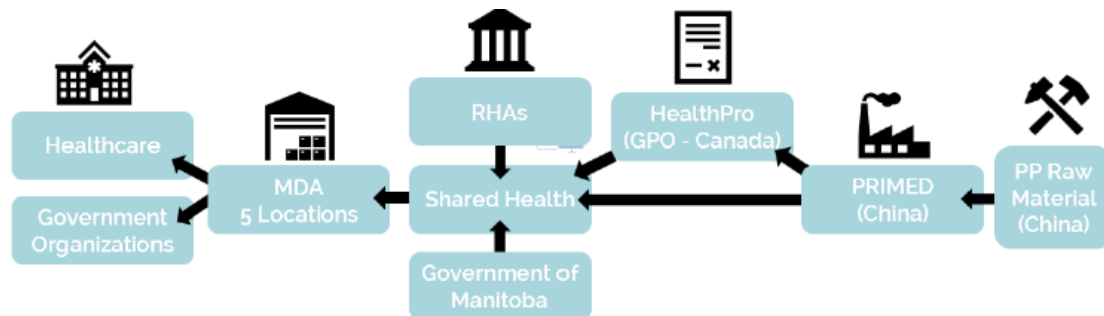 Healthcare
Government
Organizations
MDA
5 Locations
RHAs
Shared Health
Government of
Manitoba
HealthPro
(GPO - Canada)
PRIMED
(China)
PP Raw
Material
(China)